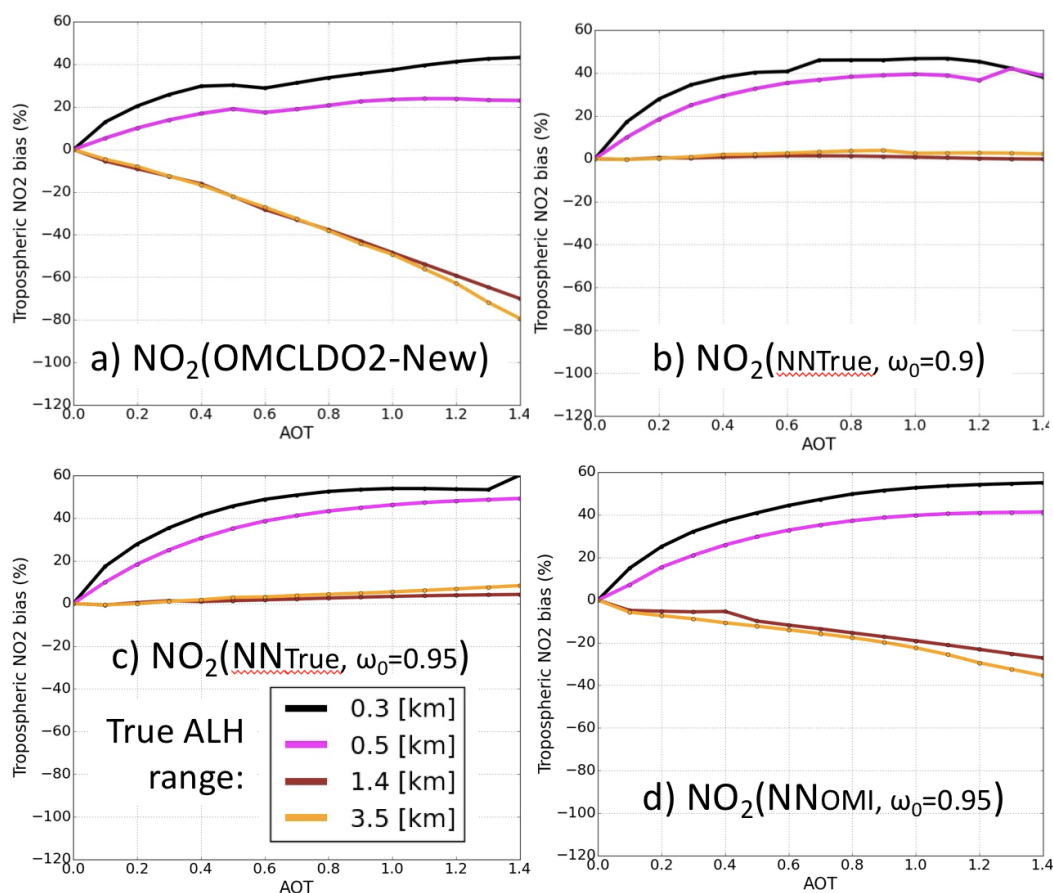 60
40
20
0
−20
−40
−60
−80
−100
−120
0.0 0.2 0.4 0.6 0.8 1.0 1.2 1.4
AOT
Tropospheric NO2 bias (%)
a) NO₂(OMCLDO2-New)
60
40
20
0
−20
−40
−60
−80
−100
−120
0.0 0.2 0.4 0.6 0.8 1.0 1.2 1.4
AOT
Tropospheric NO2 bias (%)
b) NO₂(NNTrue, ω₀=0.9)
60
40
20
0
−20
−40
−60
−80
−100
−120
0.0 0.2 0.4 0.6 0.8 1.0 1.2 1.4
AOT
Tropospheric NO2 bias (%)
c) NO₂(NNTrue, ω₀=0.95)
True ALH
range:
0.3 [km]
0.5 [km]
1.4 [km]
3.5 [km]
60
40
20
0
−20
−40
−60
−80
−100
−120
0.0 0.2 0.4 0.6 0.8 1.0 1.2 1.4
AOT
Tropospheric NO2 bias (%)
d) NO₂(NNOMI, ω₀=0.95)